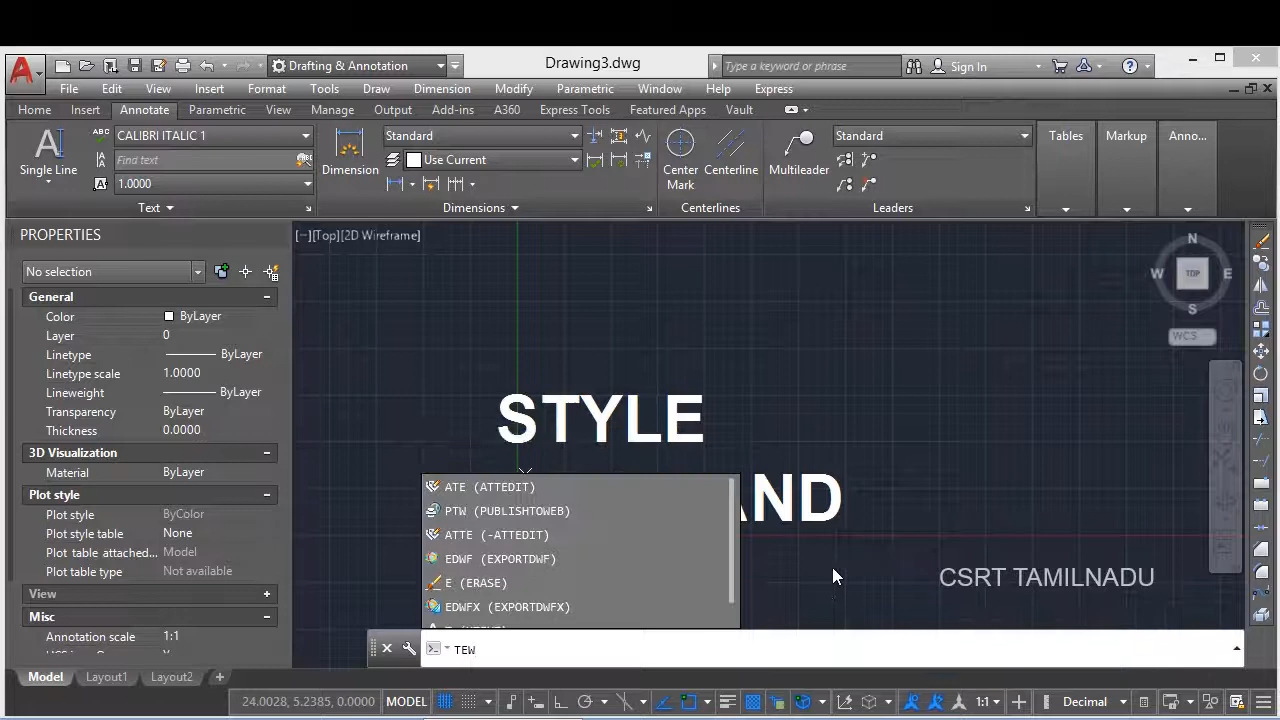 Drafting & Annotation
Drawing3.dwg
Type a keyword or phrase
Sign In
File Edit View Insert Format Tools Draw Dimension Modify Parametric Window Help Express
Home Insert Annotate Parametric View Manage Output Add-ins A360 Express Tools Featured Apps Vault
ABC CALIBRI ITALIC 1
Standard
Standard
Tables Markup Anno...
Find text
Use Current
Single Line
Dimension
Center Mark
Centerline
Multileader
1.0000
Text
Dimensions
Centerlines
Leaders
PROPERTIES
[−][Top][2D Wireframe]
No selection
General
Color ByLayer
Layer 0
Linetype ByLayer
Linetype scale 1.0000
Lineweight ByLayer
Transparency ByLayer
Thickness 0.0000
3D Visualization
Material ByLayer
Plot style
Plot style ByColor
Plot style table None
Plot table attached... Model
Plot table type Not available
View
Misc
Annotation scale 1:1
N
W TOP E
S
WCS
STYLE
AND
CSRT TAMILNADU
ATE (ATTEDIT)
PTW (PUBLISHTOWEB)
ATTE (-ATTEDIT)
EDWF (EXPORTDWF)
E (ERASE)
EDWFX (EXPORTDWFX)
TEW
Model Layout1 Layout2 +
24.0028, 5.2385, 0.0000 MODEL 1:1 Decimal